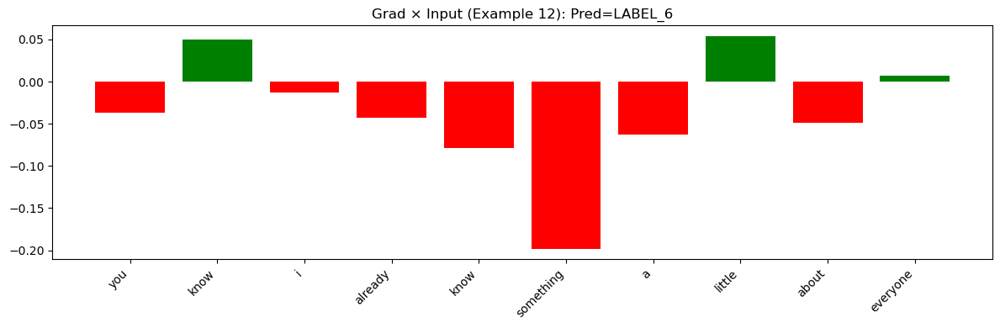 Grad × Input (Example 12): Pred=LABEL_6
0.05
0.00
−0.05
−0.10
−0.15
−0.20
you
know
i
already
know
something
a
little
about
everyone